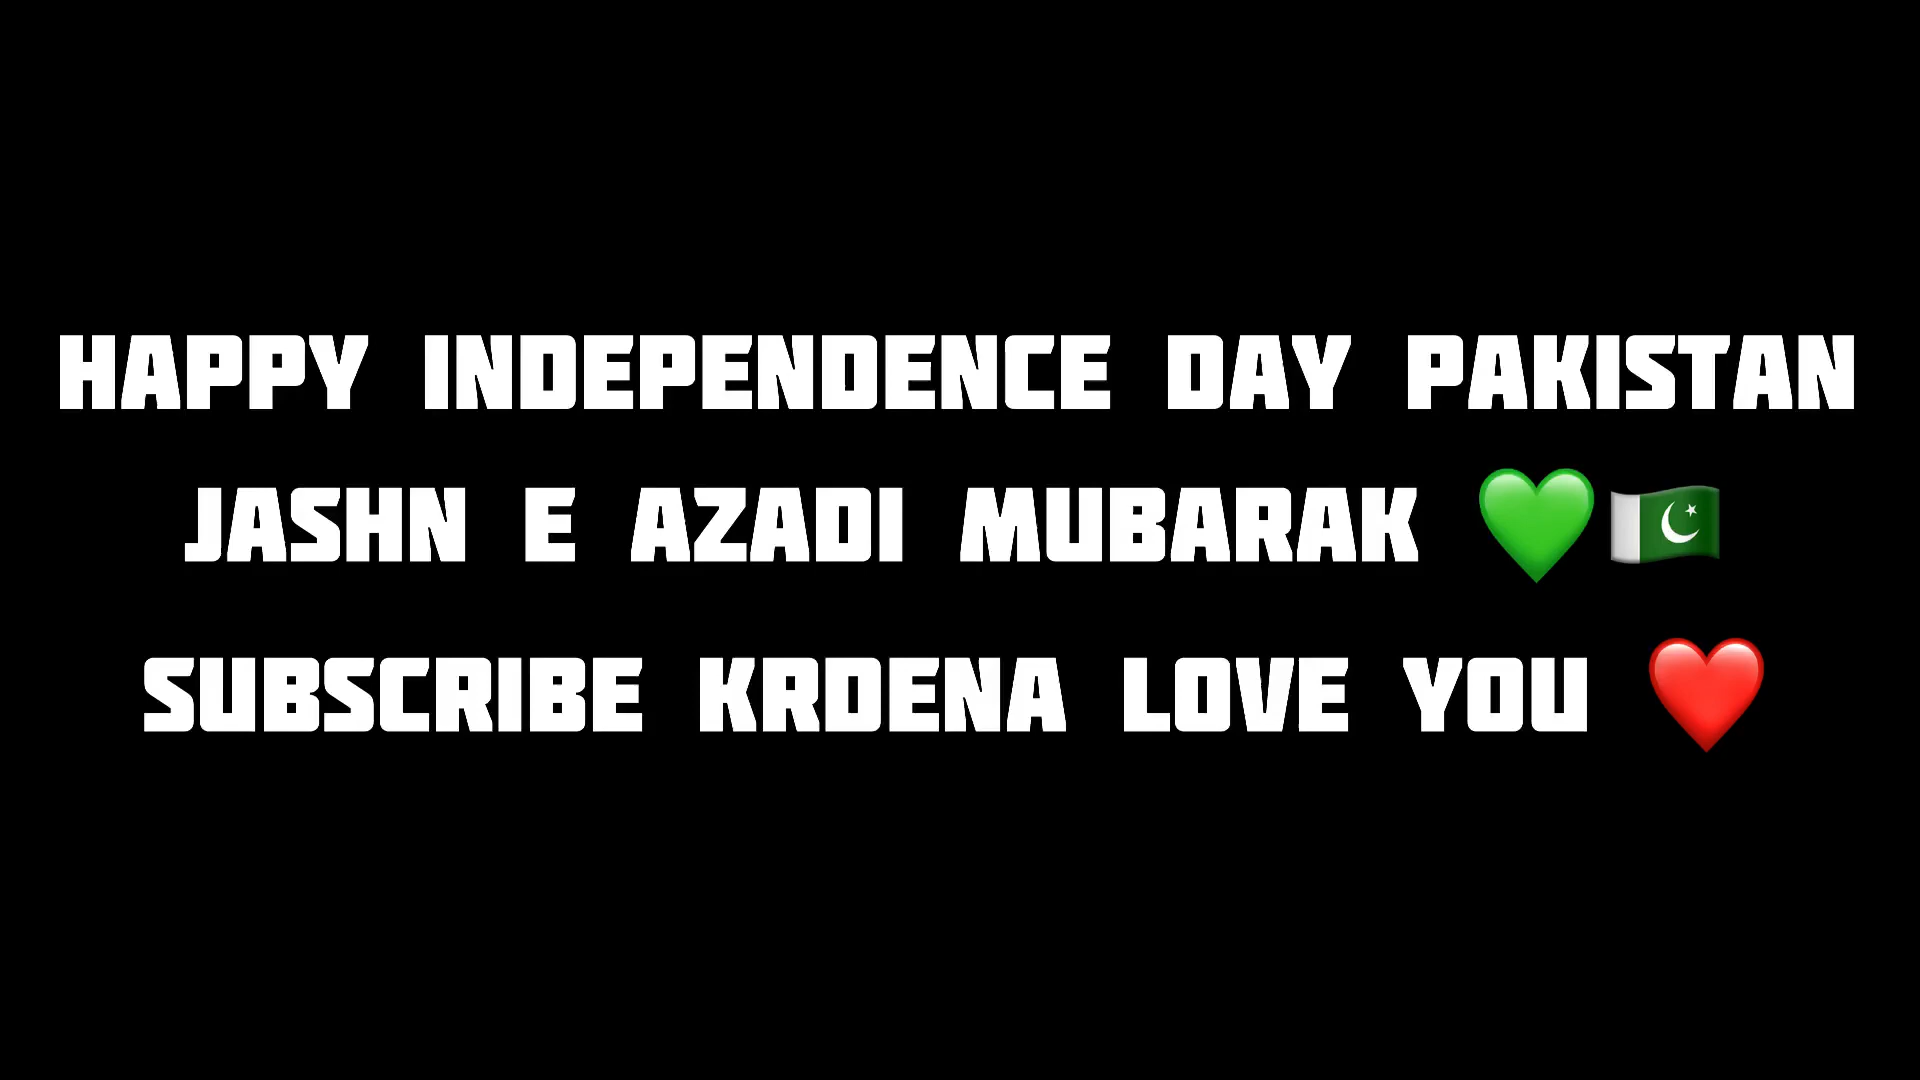 HAPPY INDEPENDENCE DAY PAKISTAN
JASHN E AZADI MUBARAK 💚🇵🇰
SUBSCRIBE KRDENA LOVE YOU ❤️